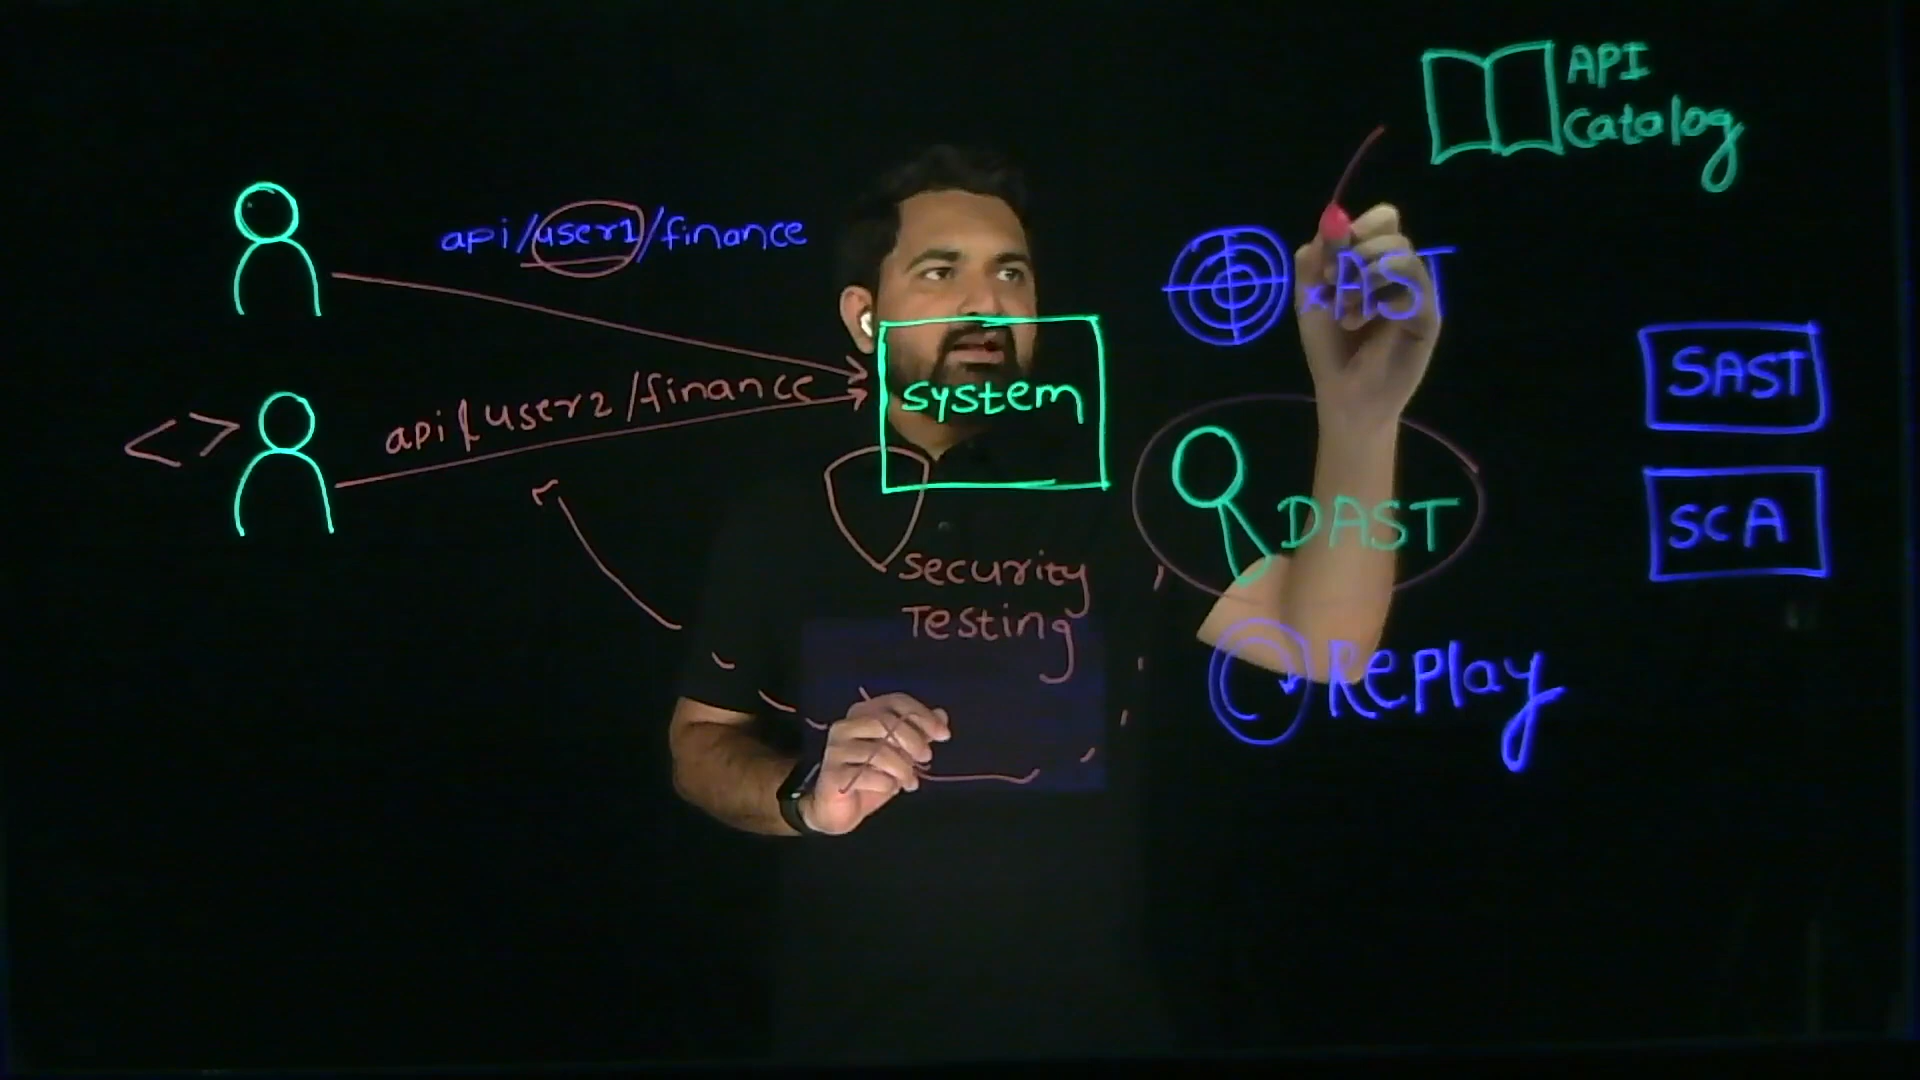 API
Catalog
api/user1/finance
xAST
SAST
api/user2/finance
system
DAST
SCA
Security
Testing
Replay